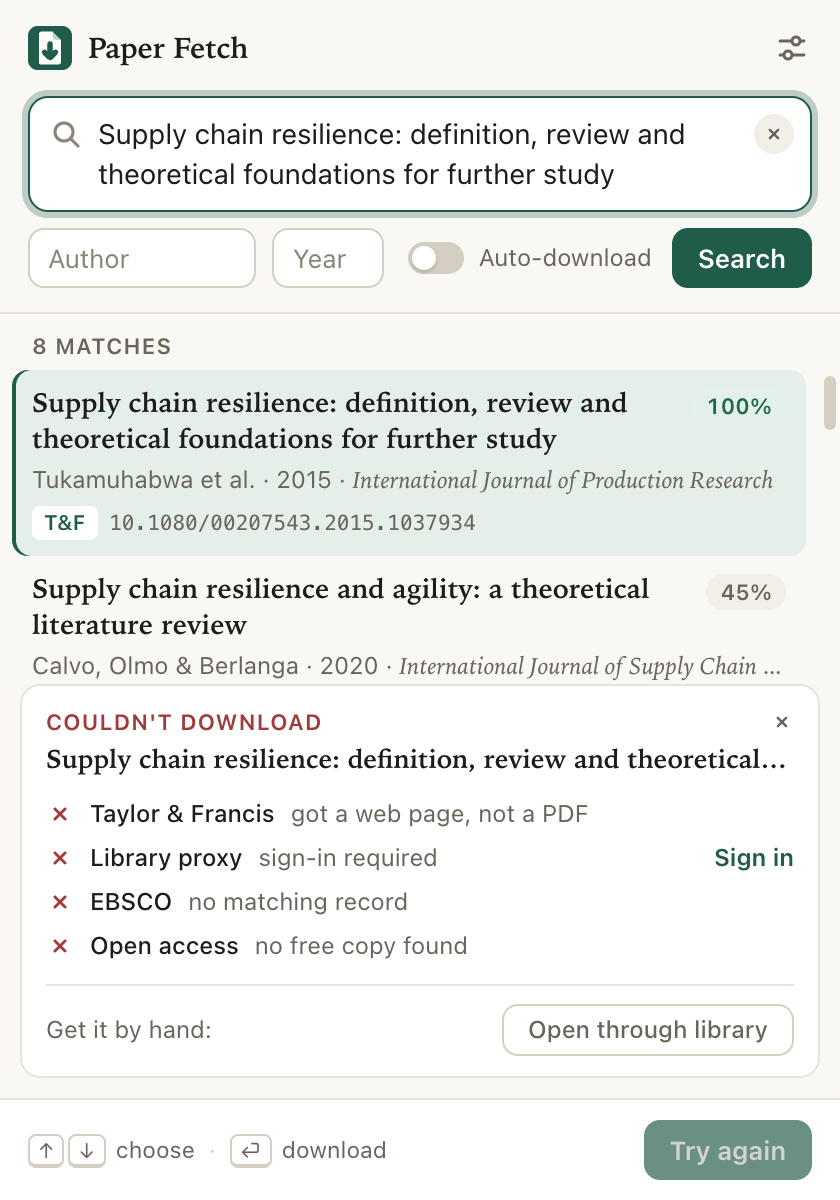 Paper Fetch
Supply chain resilience: definition, review and
theoretical foundations for further study
Author
Year
Auto-download
Search
8 MATCHES
Supply chain resilience: definition, review and
theoretical foundations for further study
100%
Tukamuhabwa et al. · 2015 · International Journal of Production Research
T&F 10.1080/00207543.2015.1037934
Supply chain resilience and agility: a theoretical
literature review
45%
Calvo, Olmo & Berlanga · 2020 · International Journal of Supply Chain ...
COULDN'T DOWNLOAD
Supply chain resilience: definition, review and theoretical...
Taylor & Francis got a web page, not a PDF
Library proxy sign-in required Sign in
EBSCO no matching record
Open access no free copy found
Get it by hand: Open through library
↑ ↓ choose · ↵ download Try again